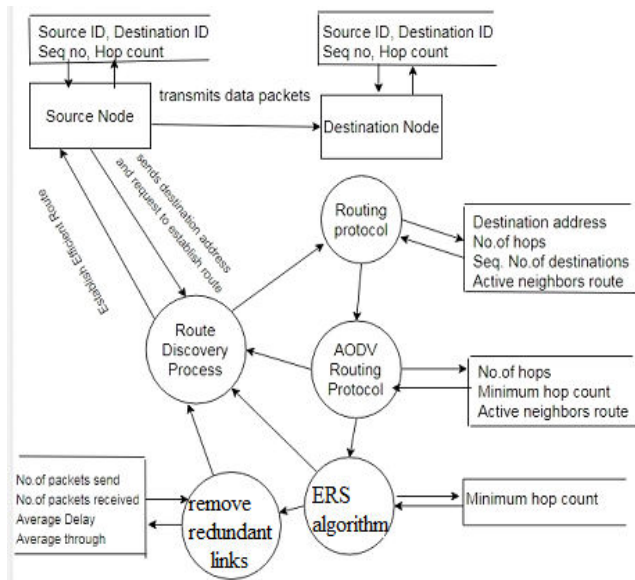 Source ID, Destination ID
Seq no, Hop count
Source ID, Destination ID
Seq no, Hop count
transmits data packets
Source Node
Destination Node
sends destination address
and request to establish route
Establish Efficient Route
Routing
protocol
Destination address
No.of hops
Seq. No.of destinations
Active neighbors route
Route
Discovery
Process
AODV
Routing
Protocol
No.of hops
Minimum hop count
Active neighbors route
No.of packets send
No.of packets received
Average Delay
Average through
remove
redundant
links
ERS
algorithm
Minimum hop count